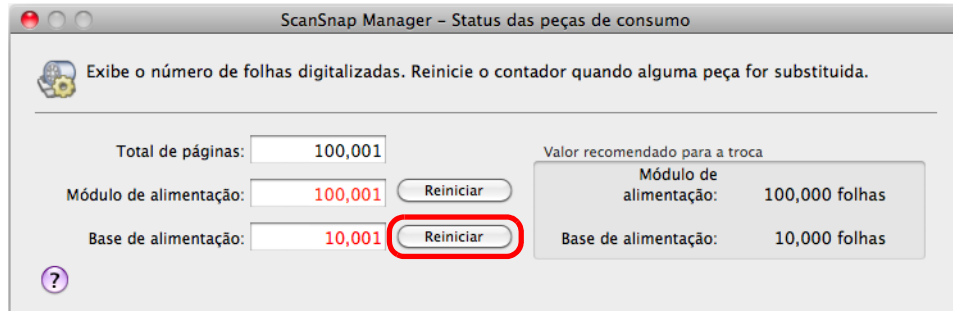 ScanSnap Manager – Status das peças de consumo
Exibe o número de folhas digitalizadas. Reinicie o contador quando alguma peça for substituida.
Total de páginas: 100,001
Valor recomendado para a troca
Módulo de alimentação: 100,001 Reiniciar
Módulo de
alimentação: 100,000 folhas
Base de alimentação: 10,001 Reiniciar
Base de alimentação: 10,000 folhas
?